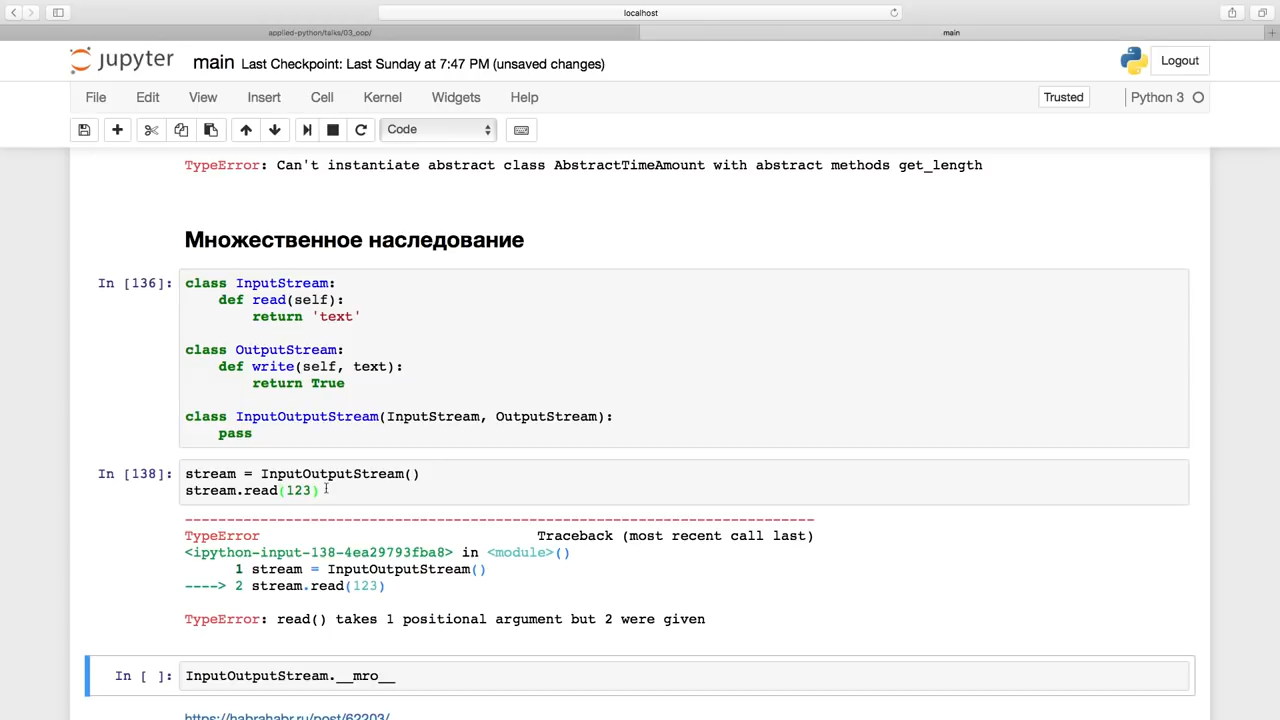 localhost
applied-python/talks/03_oop/
main
+
jupyter
main Last Checkpoint: Last Sunday at 7:47 PM (unsaved changes)
Logout
File Edit View Insert Cell Kernel Widgets Help
Trusted
Python 3
Code
TypeError: Can't instantiate abstract class AbstractTimeAmount with abstract methods get_length
Множественное наследование
In [136]:
class InputStream:
def read(self):
return 'text'
class OutputStream:
def write(self, text):
return True
class InputOutputStream(InputStream, OutputStream):
pass
In [138]:
stream = InputOutputStream()
stream.read(123)
---------------------------------------------------------------------------
TypeError Traceback (most recent call last)
<ipython-input-138-4ea29793fba8> in <module>()
1 stream = InputOutputStream()
----> 2 stream.read(123)
TypeError: read() takes 1 positional argument but 2 were given
In [ ]:
InputOutputStream.__mro__
https://habrahabr.ru/post/62203/